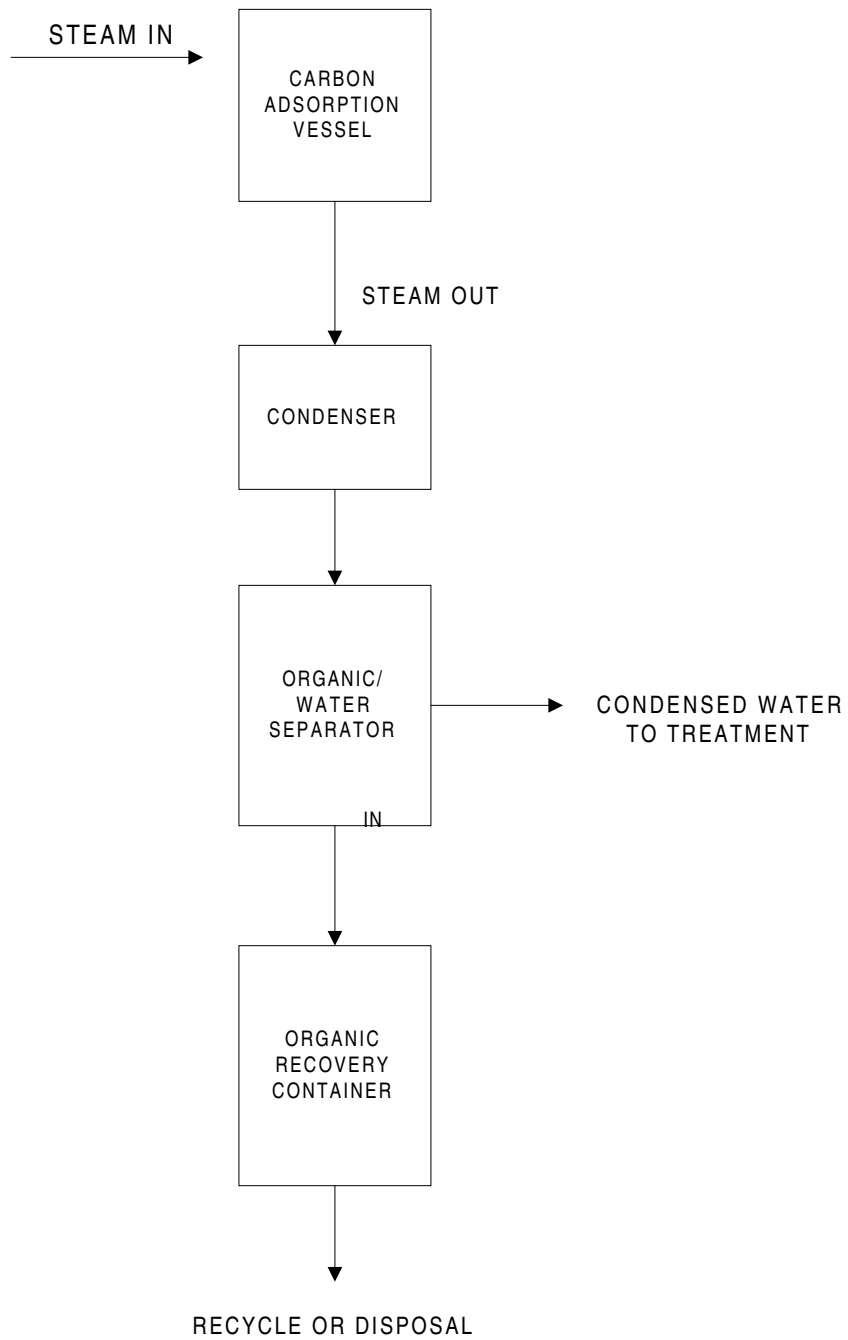 STEAM IN
CARBON
ADSORPTION
VESSEL
STEAM OUT
CONDENSER
ORGANIC/
WATER
SEPARATOR
CONDENSED WATER
TO TREATMENT
IN
ORGANIC
RECOVERY
CONTAINER
RECYCLE OR DISPOSAL